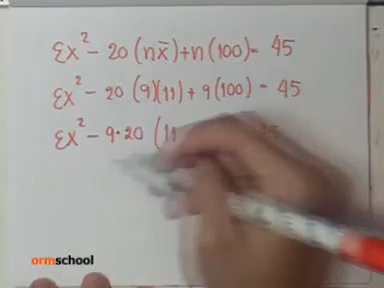 Σx² - 20 (nx̄) + n (100) = 45
Σx² - 20 (9)(11) + 9 (100) = 45
Σx² - 9·20 (11
ormschool